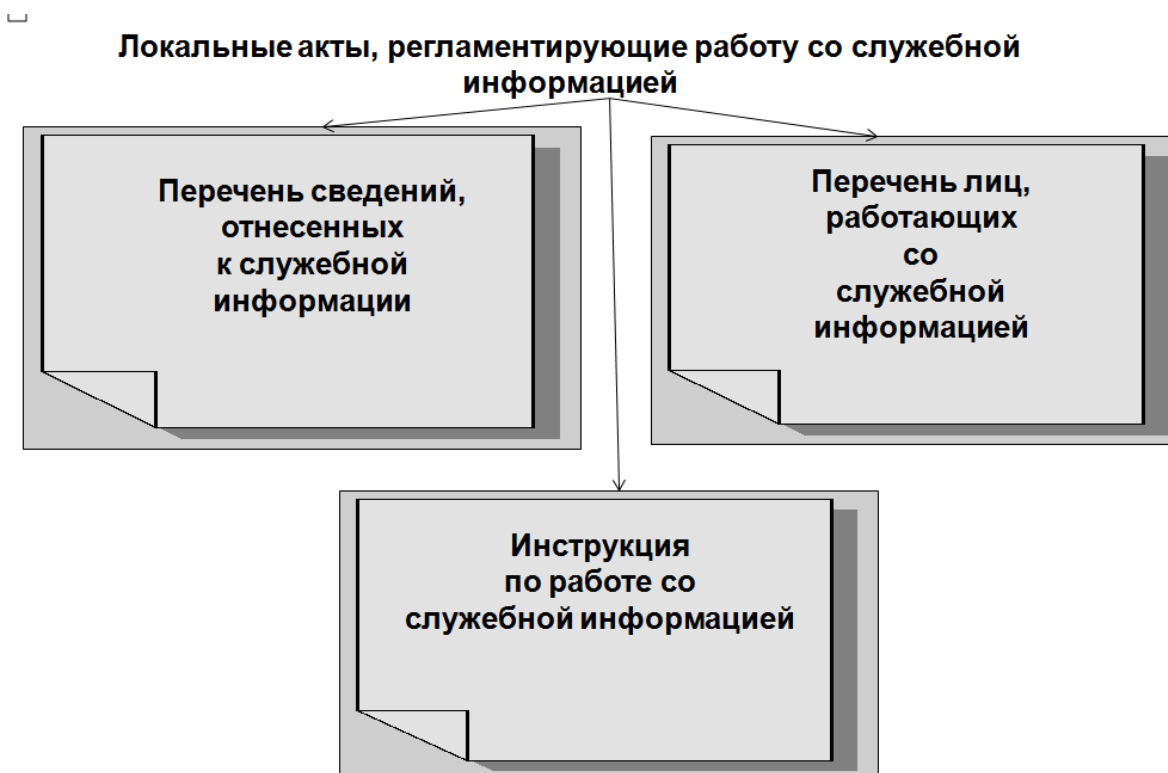 Локальные акты, регламентирующие работу со служебной
информацией
Перечень сведений,
отнесенных
к служебной
информации
Перечень лиц,
работающих
со
служебной
информацией
Инструкция
по работе со
служебной информацией